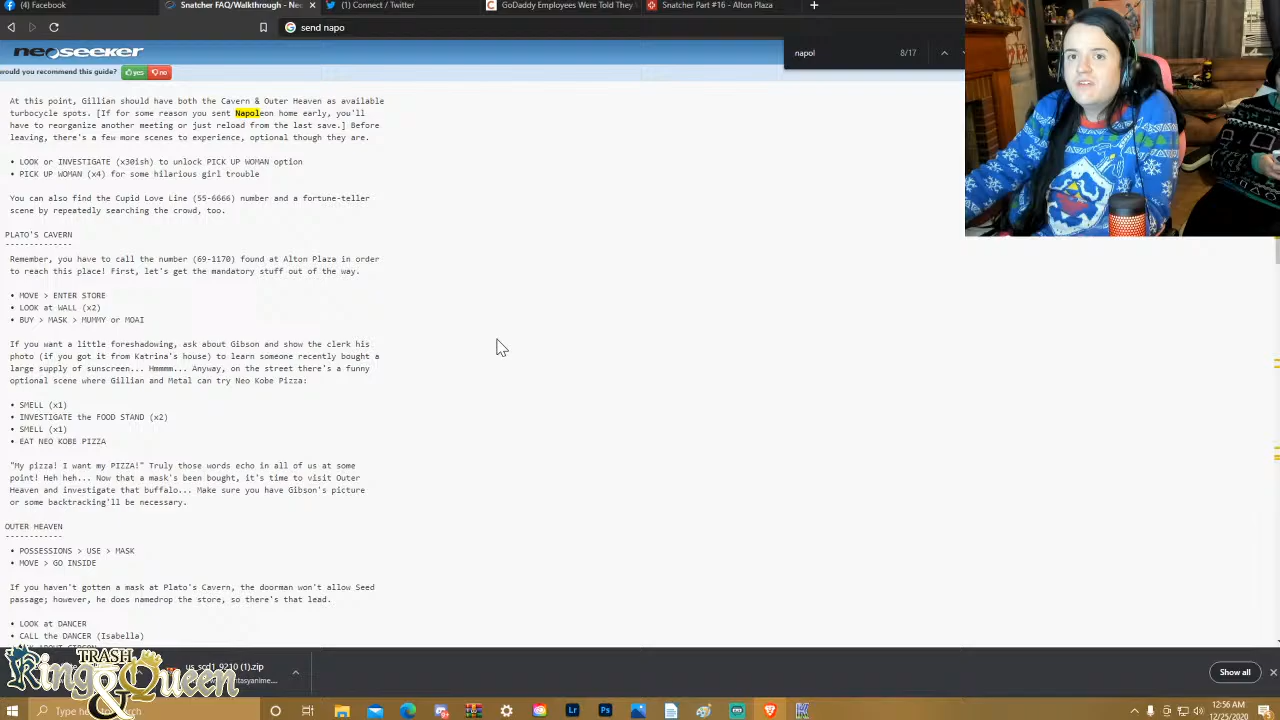 (4) Facebook
Snatcher FAQ/Walkthrough - Neo
(1) Connect / Twitter
GoDaddy Employees Were Told They
Snatcher Part #16 - Alton Plaza
send napo
napol
8/17
neoseeker
would you recommend this guide? yes no
At this point, Gillian should have both the Cavern & Outer Heaven as available
turbocycle spots. [If for some reason you sent Napoleon home early, you'll
have to reorganize another meeting or just reload from the last save.] Before
leaving, there's a few more scenes to experience, optional though they are.
• LOOK or INVESTIGATE (x30ish) to unlock PICK UP WOMAN option
• PICK UP WOMAN (x4) for some hilarious girl trouble
You can also find the Cupid Love Line (55-6666) number and a fortune-teller
scene by repeatedly searching the crowd, too.
PLATO'S CAVERN
--------------
Remember, you have to call the number (69-1170) found at Alton Plaza in order
to reach this place! First, let's get the mandatory stuff out of the way.
• MOVE > ENTER STORE
• LOOK at WALL (x2)
• BUY > MASK > MUMMY or MOAI
If you want a little foreshadowing, ask about Gibson and show the clerk his
photo (if you got it from Katrina's house) to learn someone recently bought a
large supply of sunscreen... Hmmmm... Anyway, on the street there's a funny
optional scene where Gillian and Metal can try Neo Kobe Pizza:
• SMELL (x1)
• INVESTIGATE the FOOD STAND (x2)
• SMELL (x1)
• EAT NEO KOBE PIZZA
"My pizza! I want my PIZZA!" Truly those words echo in all of us at some
point! Heh heh... Now that a mask's been bought, it's time to visit Outer
Heaven and investigate that buffalo... Make sure you have Gibson's picture
or some backtracking'll be necessary.
OUTER HEAVEN
------------
• POSSESSIONS > USE > MASK
• MOVE > GO INSIDE
If you haven't gotten a mask at Plato's Cavern, the doorman won't allow Seed
passage; however, he does namedrop the store, so there's that lead.
• LOOK at DANCER
• CALL the DANCER (Isabella)
us_scd1_9210 (1).zip
Show all
TRASH
King & Queen
Type here to
12:56 AM
12/25/2020